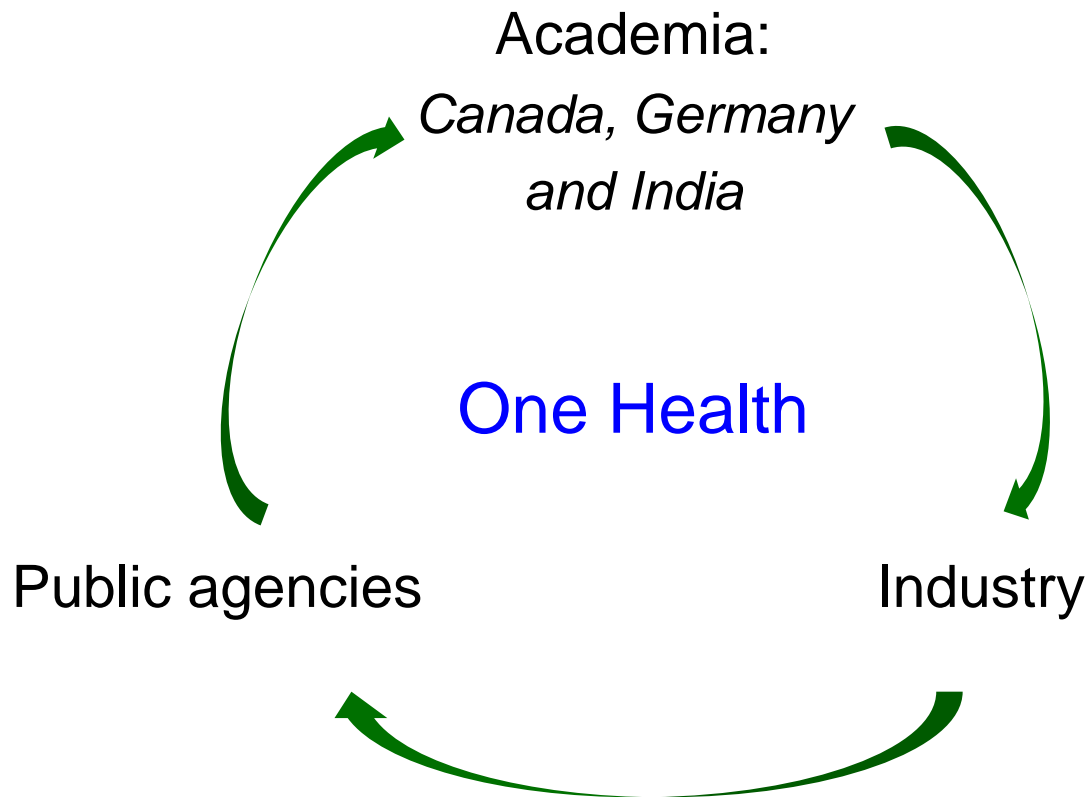 Academia:
Canada, Germany
and India
One Health
Public agencies
Industry